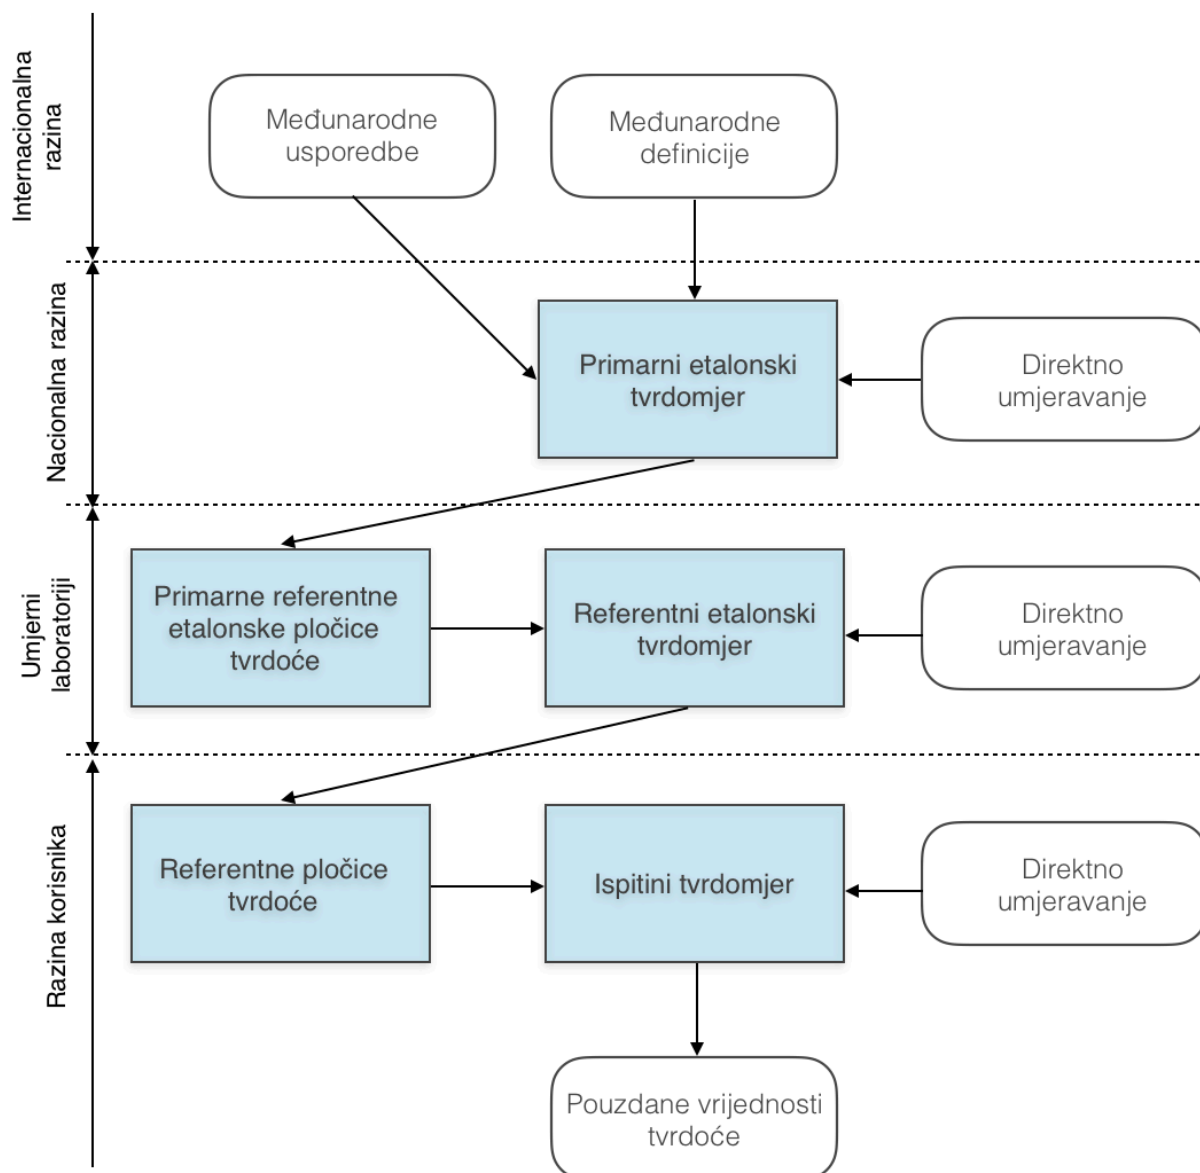 Internacionalna
razina
Međunarodne
usporedbe
Međunarodne
definicije
Nacionalna razina
Primarni etalonski
tvrdomjer
Direktno
umjeravanje
Umjerni
laboratoriji
Primarne referentne
etalonske pločice
tvrdoće
Referentni etalonski
tvrdomjer
Direktno
umjeravanje
Razina korisnika
Referentne pločice
tvrdoće
Ispitini tvrdomjer
Direktno
umjeravanje
Pouzdane vrijednosti
tvrdoće